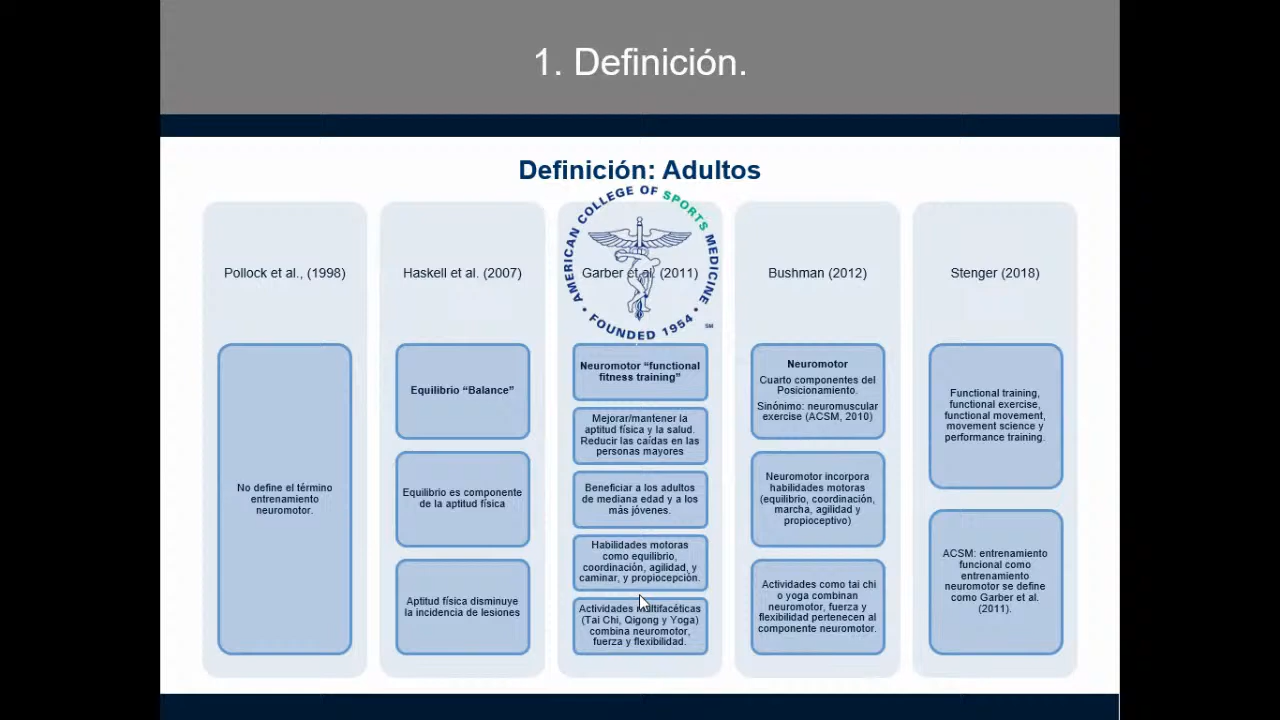 1. Definición.
Definición: Adultos
Pollock et al., (1998)
No define el término
entrenamiento
neuromotor.
Haskell et al. (2007)
Equilibrio “Balance”
Equilibrio es componente
de la aptitud física
Aptitud física disminuye
la incidencia de lesiones
AMERICAN COLLEGE OF SPORTS MEDICINE
• FOUNDED 1954 •
SM
Garber et al. (2011)
Neuromotor “functional
fitness training”
Mejorar/mantener la
aptitud física y la salud.
Reducir las caídas en las
personas mayores
Beneficiar a los adultos
de mediana edad y a los
más jóvenes.
Habilidades motoras
como equilibrio,
coordinación, agilidad, y
caminar, y propiocepción.
Actividades multifacéticas
(Tai Chi, Qigong y Yoga)
combina neuromotor,
fuerza y flexibilidad.
Bushman (2012)
Neuromotor
Cuarto componentes del
Posicionamiento.
Sinónimo: neuromuscular
exercise (ACSM, 2010)
Neuromotor incorpora
habilidades motoras
(equilibrio, coordinación,
marcha, agilidad y
propioceptivo)
Actividades como tai chi
o yoga combinan
neuromotor, fuerza y
flexibilidad pertenecen al
componente neuromotor.
Stenger (2018)
Functional training,
functional exercise,
functional movement,
movement science y
performance training.
ACSM: entrenamiento
funcional como
entrenamiento
neuromotor se define
como Garber et al.
(2011).